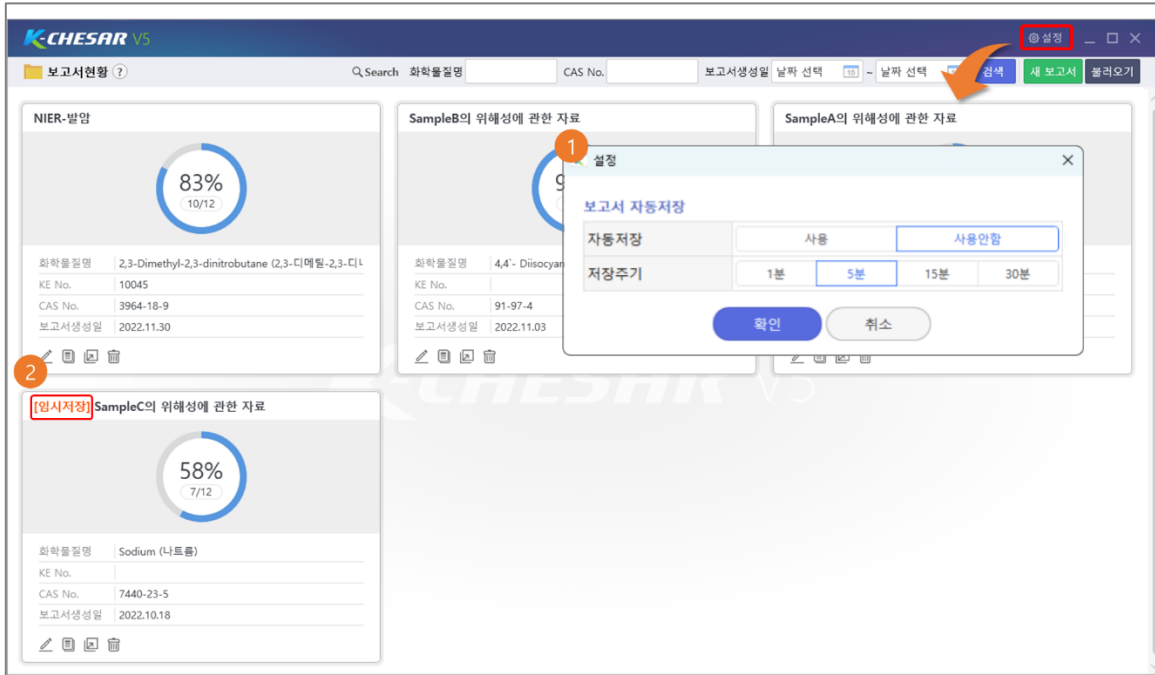 K-CHESAR V5
설정
보고서현황 ?
Search 화학물질명 CAS No. 보고서생성일 날짜 선택 15 ~ 날짜 선택 검색 새 보고서 불러오기
NIER-발암
83%
10/12
화학물질명 2,3-Dimethyl-2,3-dinitrobutane (2,3-디메틸-2,3-디니
KE No. 10045
CAS No. 3964-18-9
보고서생성일 2022.11.30
SampleB의 위해성에 관한 자료
9
화학물질명 4,4`- Diisocyan
KE No.
CAS No. 91-97-4
보고서생성일 2022.11.03
SampleA의 위해성에 관한 자료
1
설정
보고서 자동저장
자동저장 사용 사용안함
저장주기 1분 5분 15분 30분
확인 취소
2
[임시저장] SampleC의 위해성에 관한 자료
58%
7/12
화학물질명 Sodium (나트륨)
KE No.
CAS No. 7440-23-5
보고서생성일 2022.10.18
K-CHESAR V5